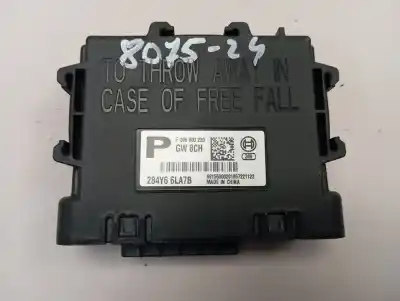 8075-24
TO THROW AWAY IN
CASE OF FREE FALL
P
GW 8CH
284Y6 6LA7B
MADE IN CHINA